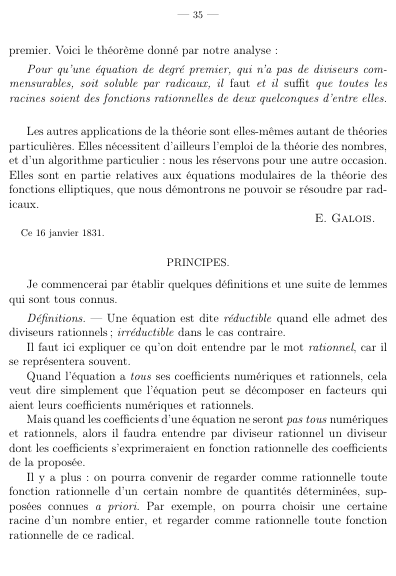 — 35 —
premier. Voici le théorème donné par notre analyse :
Pour qu'une équation de degré premier, qui n'a pas de diviseurs com-
mensurables, soit soluble par radicaux, il faut et il suffit que toutes les
racines soient des fonctions rationnelles de deux quelconques d'entre elles.
Les autres applications de la théorie sont elles-mêmes autant de théories
particulières. Elles nécessitent d'ailleurs l'emploi de la théorie des nombres,
et d'un algorithme particulier : nous les réservons pour une autre occasion.
Elles sont en partie relatives aux équations modulaires de la théorie des
fonctions elliptiques, que nous démontrons ne pouvoir se résoudre par rad-
icaux.
E. GALOIS.
Ce 16 janvier 1831.
PRINCIPES.
Je commencerai par établir quelques définitions et une suite de lemmes
qui sont tous connus.
Définitions. — Une équation est dite réductible quand elle admet des
diviseurs rationnels ; irréductible dans le cas contraire.
Il faut ici expliquer ce qu'on doit entendre par le mot rationnel, car il
se représentera souvent.
Quand l'équation a tous ses coefficients numériques et rationnels, cela
veut dire simplement que l'équation peut se décomposer en facteurs qui
aient leurs coefficients numériques et rationnels.
Mais quand les coefficients d'une équation ne seront pas tous numériques
et rationnels, alors il faudra entendre par diviseur rationnel un diviseur
dont les coefficients s'exprimeraient en fonction rationnelle des coefficients
de la proposée.
Il y a plus : on pourra convenir de regarder comme rationnelle toute
fonction rationnelle d'un certain nombre de quantités déterminées, sup-
posées connues a priori. Par exemple, on pourra choisir une certaine
racine d'un nombre entier, et regarder comme rationnelle toute fonction
rationnelle de ce radical.